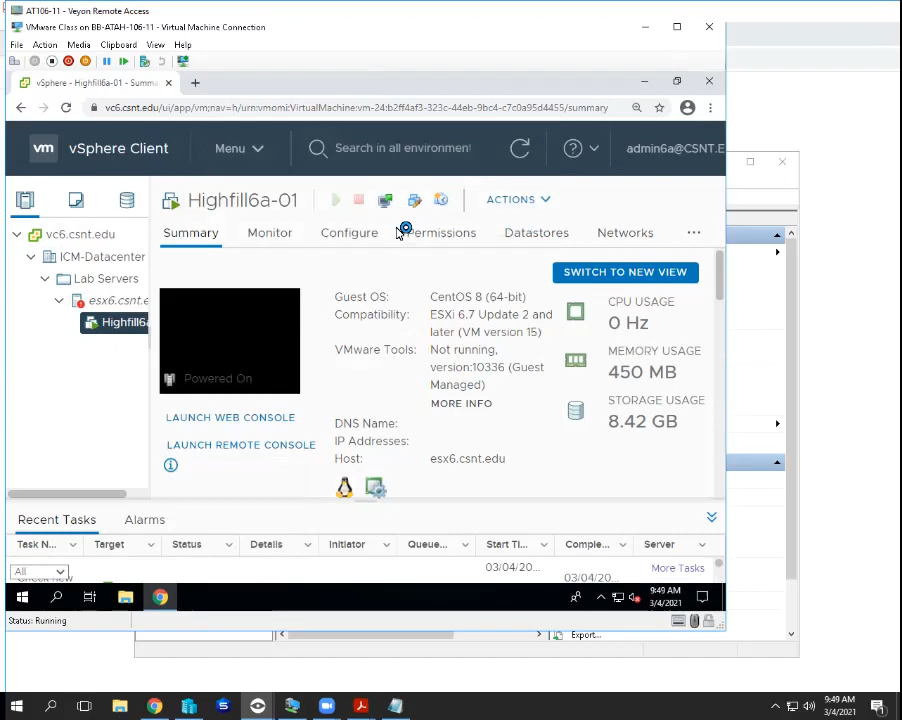 AT106-11 - Veyon Remote Access
VMware Class on BB-ATAH-106-11 - Virtual Machine Connection
File Action Media Clipboard View Help
vSphere - Highfill6a-01 - Summa
vc6.csnt.edu/ui/app/vm;nav=h/urn:vmomi:VirtualMachine:vm-24:b2ff4af3-323c-44eb-9bc4-c7c0a95d4455/summary
vm vSphere Client Menu Search in all environment admin6a@CSNT.E
Highfill6a-01 ACTIONS
Summary Monitor Configure Permissions Datastores Networks ...
vc6.csnt.edu
ICM-Datacenter
Lab Servers
esx6.csnt.e
Highfill6a
SWITCH TO NEW VIEW
Powered On
LAUNCH WEB CONSOLE
LAUNCH REMOTE CONSOLE
Guest OS: CentOS 8 (64-bit)
Compatibility: ESXi 6.7 Update 2 and
later (VM version 15)
VMware Tools: Not running,
version:10336 (Guest
Managed)
MORE INFO
DNS Name:
IP Addresses:
Host: esx6.csnt.edu
CPU USAGE
0 Hz
MEMORY USAGE
450 MB
STORAGE USAGE
8.42 GB
Recent Tasks Alarms
Task N... Target Status Details Initiator Queue... Start Ti... Comple... Server
03/04/20...
03/04/20...
All
More Tasks
9:49 AM
3/4/2021
Status: Running
Export...
9:49 AM
3/4/2021
1